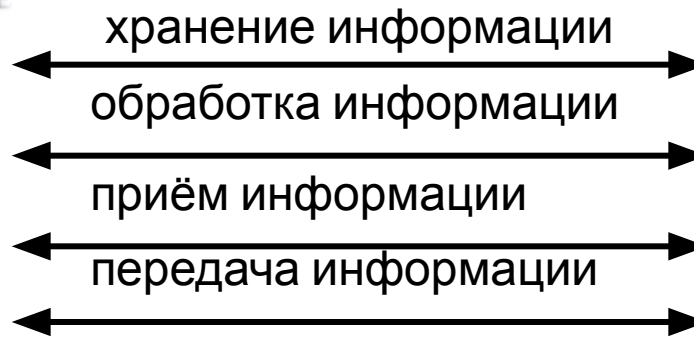 хранение информации
обработка информации
приём информации
передача информации